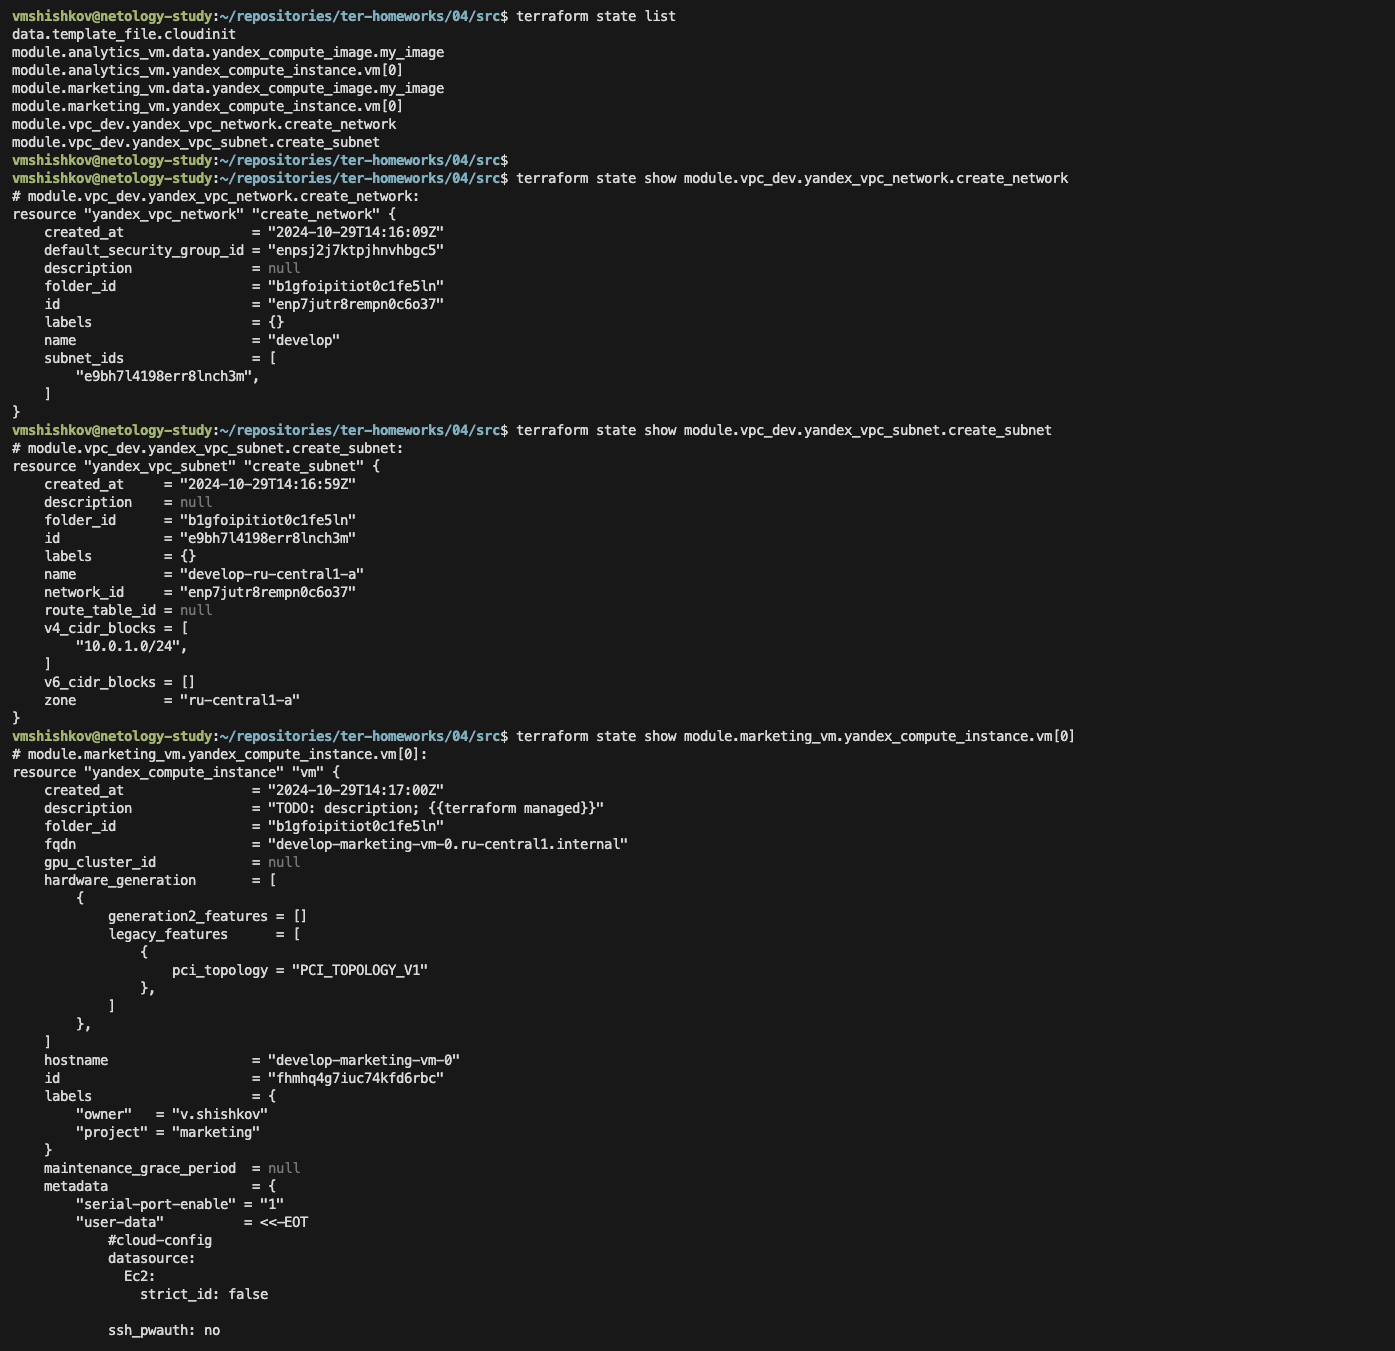 vmshishkov@netology-study:~/repositories/ter-homeworks/04/src$ terraform state list
data.template_file.cloudinit
module.analytics_vm.data.yandex_compute_image.my_image
module.analytics_vm.yandex_compute_instance.vm[0]
module.marketing_vm.data.yandex_compute_image.my_image
module.marketing_vm.yandex_compute_instance.vm[0]
module.vpc_dev.yandex_vpc_network.create_network
module.vpc_dev.yandex_vpc_subnet.create_subnet
vmshishkov@netology-study:~/repositories/ter-homeworks/04/src$
vmshishkov@netology-study:~/repositories/ter-homeworks/04/src$ terraform state show module.vpc_dev.yandex_vpc_network.create_network
# module.vpc_dev.yandex_vpc_network.create_network:
resource "yandex_vpc_network" "create_network" {
    created_at                = "2024-10-29T14:16:09Z"
    default_security_group_id = "enpsj2j7ktpjhnvhbgc5"
    description               = null
    folder_id                 = "b1gfoipitiot0c1fe5ln"
    id                        = "enp7jutr8rempn0c6o37"
    labels                    = {}
    name                      = "develop"
    subnet_ids                = [
        "e9bh7l4198err8lnch3m",
    ]
}
vmshishkov@netology-study:~/repositories/ter-homeworks/04/src$ terraform state show module.vpc_dev.yandex_vpc_subnet.create_subnet
# module.vpc_dev.yandex_vpc_subnet.create_subnet:
resource "yandex_vpc_subnet" "create_subnet" {
    created_at     = "2024-10-29T14:16:59Z"
    description    = null
    folder_id      = "b1gfoipitiot0c1fe5ln"
    id             = "e9bh7l4198err8lnch3m"
    labels         = {}
    name           = "develop-ru-central1-a"
    network_id     = "enp7jutr8rempn0c6o37"
    route_table_id = null
    v4_cidr_blocks = [
        "10.0.1.0/24",
    ]
    v6_cidr_blocks = []
    zone           = "ru-central1-a"
}
vmshishkov@netology-study:~/repositories/ter-homeworks/04/src$ terraform state show module.marketing_vm.yandex_compute_instance.vm[0]
# module.marketing_vm.yandex_compute_instance.vm[0]:
resource "yandex_compute_instance" "vm" {
    created_at                = "2024-10-29T14:17:00Z"
    description               = "TODO: description; {{terraform managed}}"
    folder_id                 = "b1gfoipitiot0c1fe5ln"
    fqdn                      = "develop-marketing-vm-0.ru-central1.internal"
    gpu_cluster_id            = null
    hardware_generation       = [
        {
            generation2_features = []
            legacy_features      = [
                {
                    pci_topology = "PCI_TOPOLOGY_V1"
                },
            ]
        },
    ]
    hostname                  = "develop-marketing-vm-0"
    id                        = "fhmhq4g7iuc74kfd6rbc"
    labels                    = {
        "owner"   = "v.shishkov"
        "project" = "marketing"
    }
    maintenance_grace_period  = null
    metadata                  = {
        "serial-port-enable" = "1"
        "user-data"          = <<-EOT
            #cloud-config
            datasource:
              Ec2:
                strict_id: false
            ssh_pwauth: no